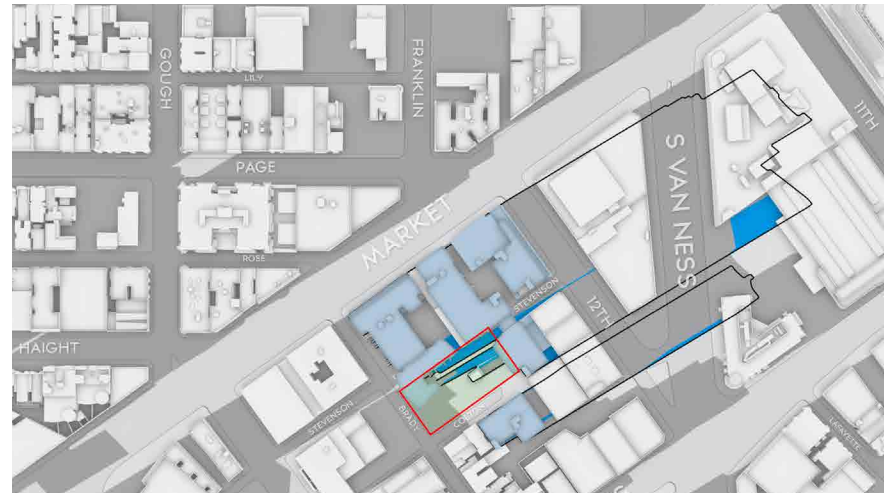 GOUGH
FRANKLIN
LILY
11TH
PAGE
S VAN NESS
MARKET
ROSE
STEVENSON
12TH
HAIGHT
BRADY
STEVENSON
LAFAYETTE